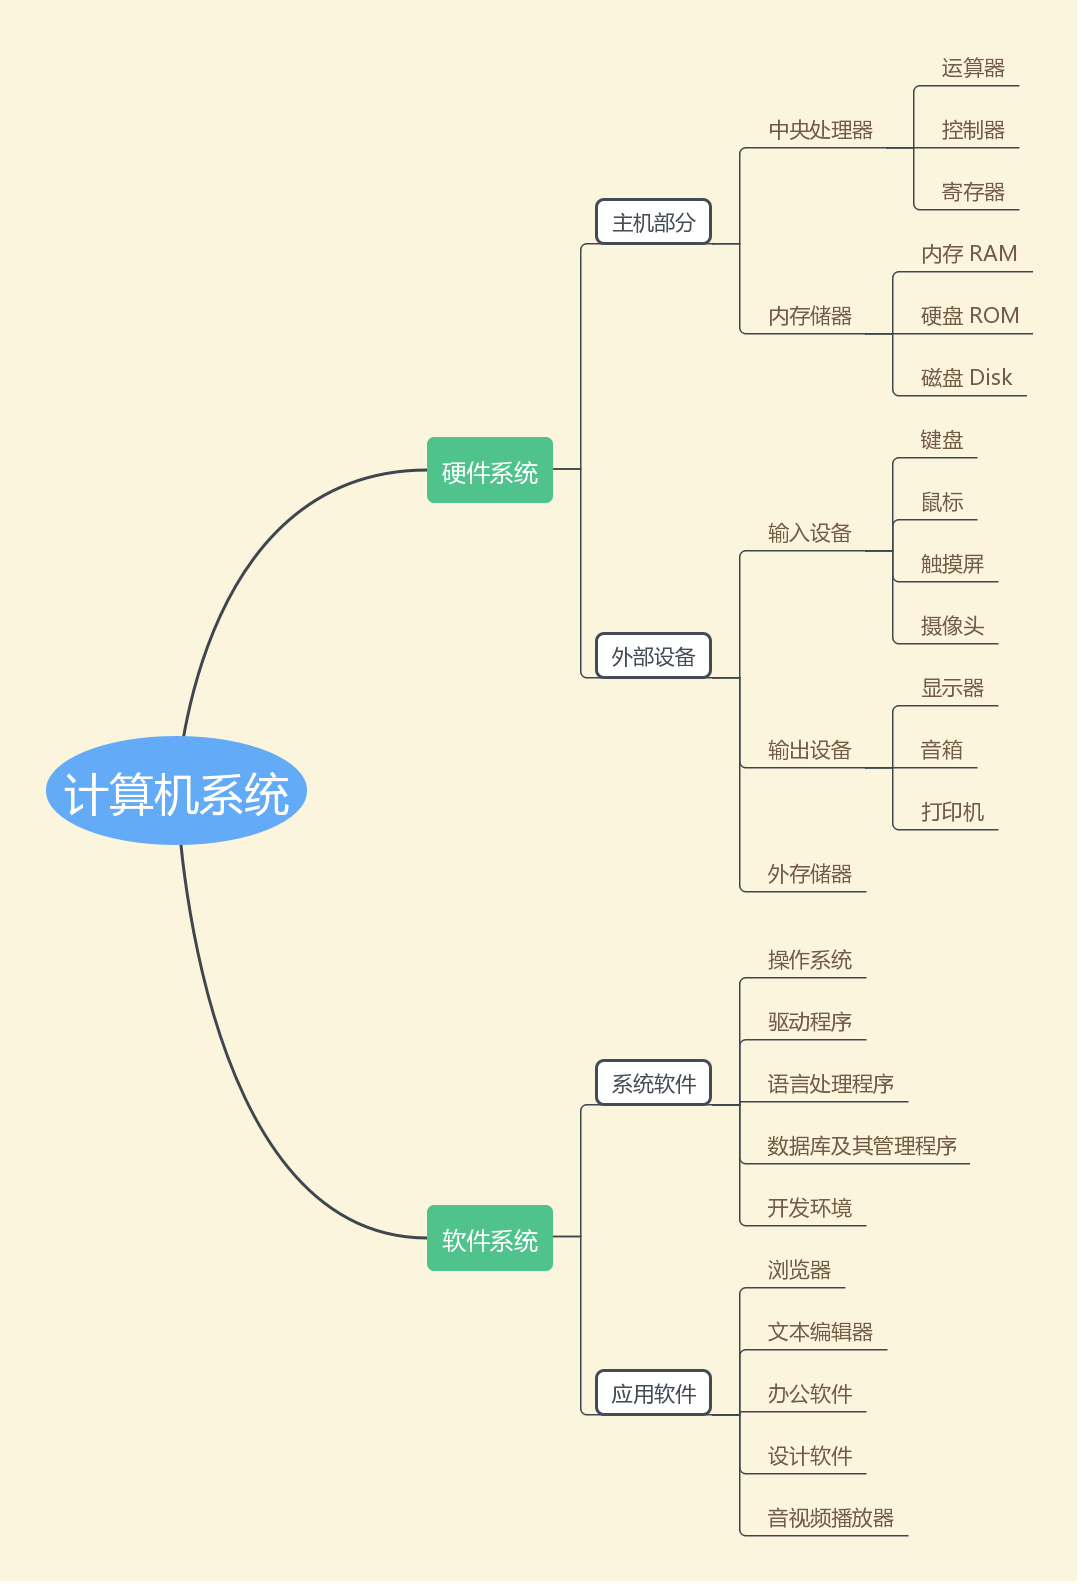 计算机系统
硬件系统
主机部分
中央处理器
运算器
控制器
寄存器
内存储器
内存 RAM
硬盘 ROM
磁盘 Disk
外部设备
输入设备
键盘
鼠标
触摸屏
摄像头
输出设备
显示器
音箱
打印机
外存储器
软件系统
系统软件
操作系统
驱动程序
语言处理程序
数据库及其管理程序
开发环境
应用软件
浏览器
文本编辑器
办公软件
设计软件
音视频播放器